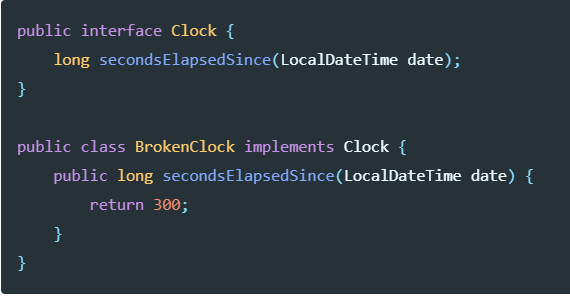 public interface Clock {
    long secondsElapsedSince(LocalDateTime date);
}

public class BrokenClock implements Clock {
    public long secondsElapsedSince(LocalDateTime date) {
        return 300;
    }
}